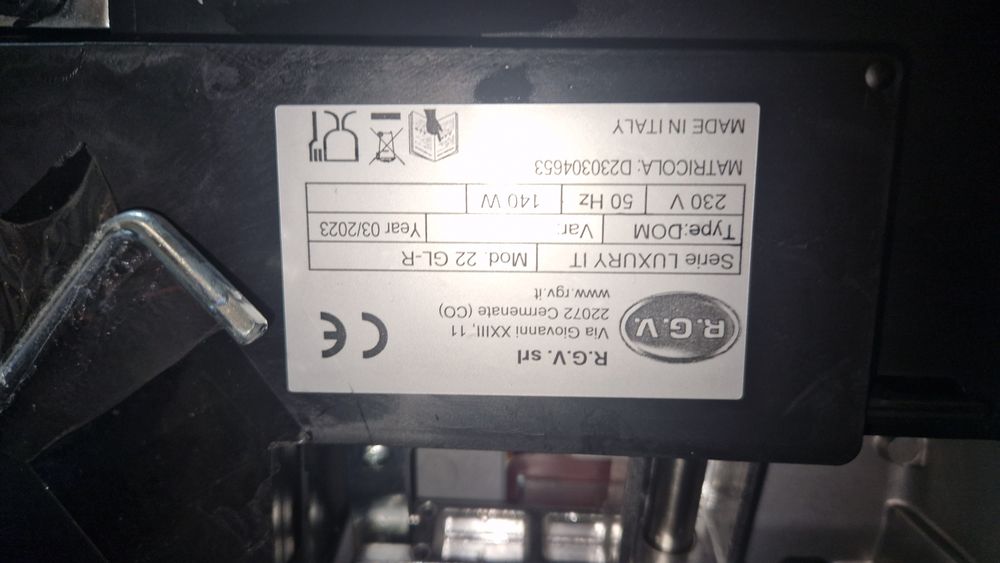 R.G.V.
R.G.V. srl
Via Giovanni XXIII, 11
22072 Cermenate (CO)
www.rgv.it
CE
Serie LUXURY IT Mod. 22 GL-R
Type:DOM Var: Year 03/2023
230 V 50 Hz 140 W
MATRICOLA: D230304653
MADE IN ITALY